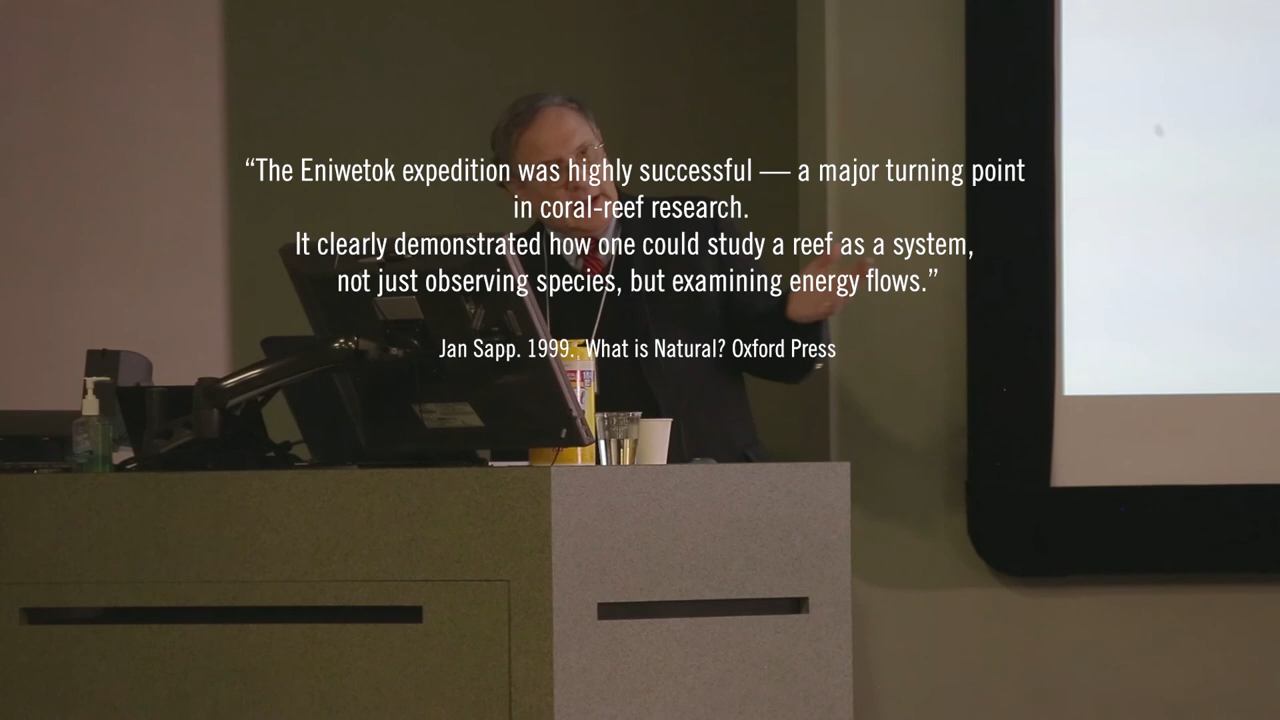 “The Eniwetok expedition was highly successful — a major turning point
in coral-reef research.
It clearly demonstrated how one could study a reef as a system,
not just observing species, but examining energy flows.”
Jan Sapp. 1999. What is Natural? Oxford Press